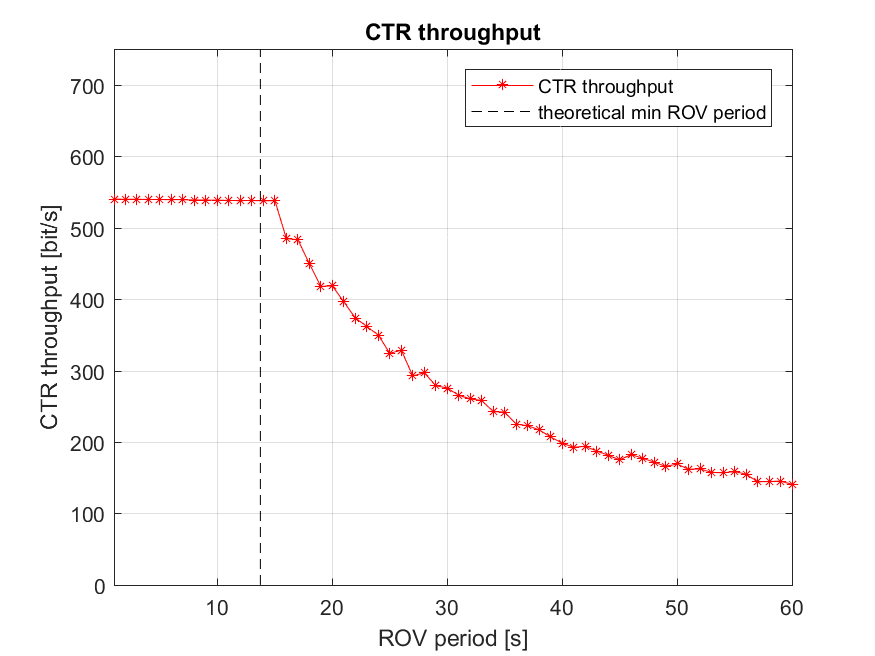 CTR throughput
700
600
500
400
300
200
100
0
CTR throughput [bit/s]
CTR throughput
theoretical min ROV period
10 20 30 40 50 60
ROV period [s]